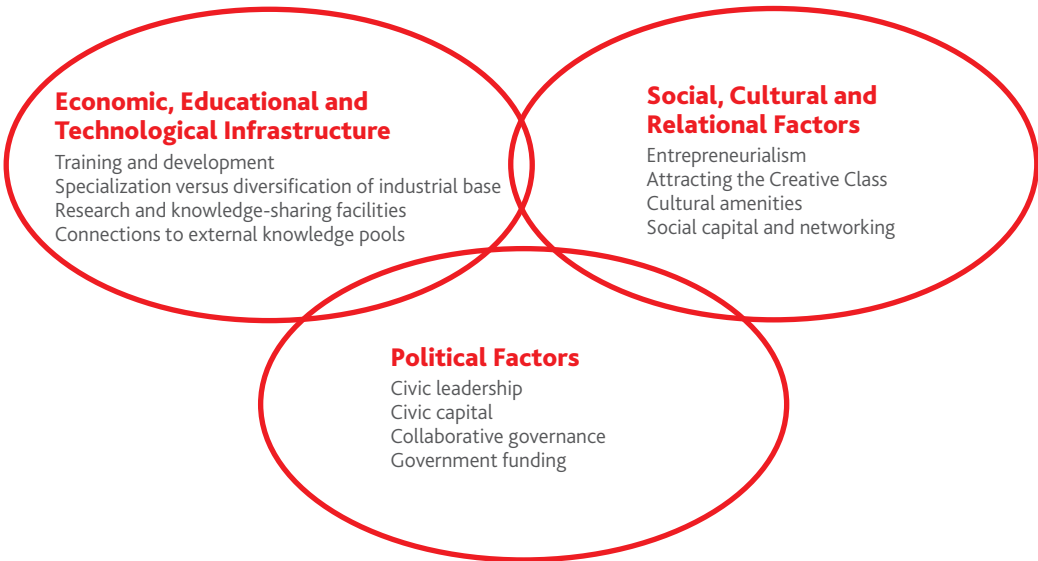 Economic, Educational and
Technological Infrastructure
Training and development
Specialization versus diversification of industrial base
Research and knowledge-sharing facilities
Connections to external knowledge pools
Social, Cultural and
Relational Factors
Entrepreneurialism
Attracting the Creative Class
Cultural amenities
Social capital and networking
Political Factors
Civic leadership
Civic capital
Collaborative governance
Government funding